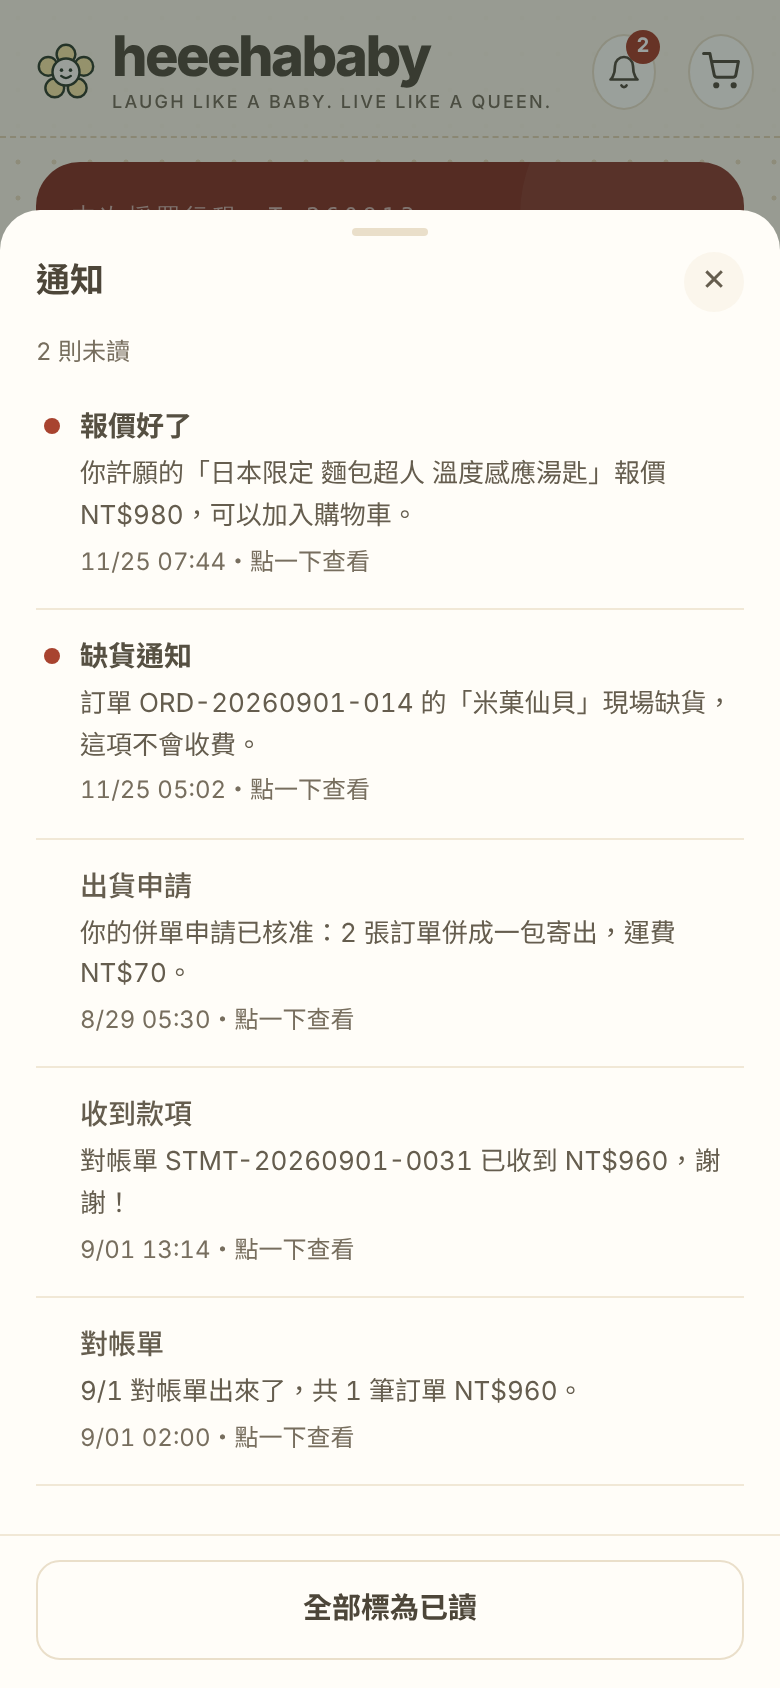 heeehababy
LAUGH LIKE A BABY. LIVE LIKE A QUEEN.
2
通知
✕
2 則未讀
報價好了
你許願的「日本限定 麵包超人 溫度感應湯匙」報價
NT$980，可以加入購物車。
11/25 07:44・點一下查看
缺貨通知
訂單 ORD-20260901-014 的「米菓仙貝」現場缺貨，
這項不會收費。
11/25 05:02・點一下查看
出貨申請
你的併單申請已核准：2 張訂單併成一包寄出，運費
NT$70。
8/29 05:30・點一下查看
收到款項
對帳單 STMT-20260901-0031 已收到 NT$960，謝
謝！
9/01 13:14・點一下查看
對帳單
9/1 對帳單出來了，共 1 筆訂單 NT$960。
9/01 02:00・點一下查看
全部標為已讀